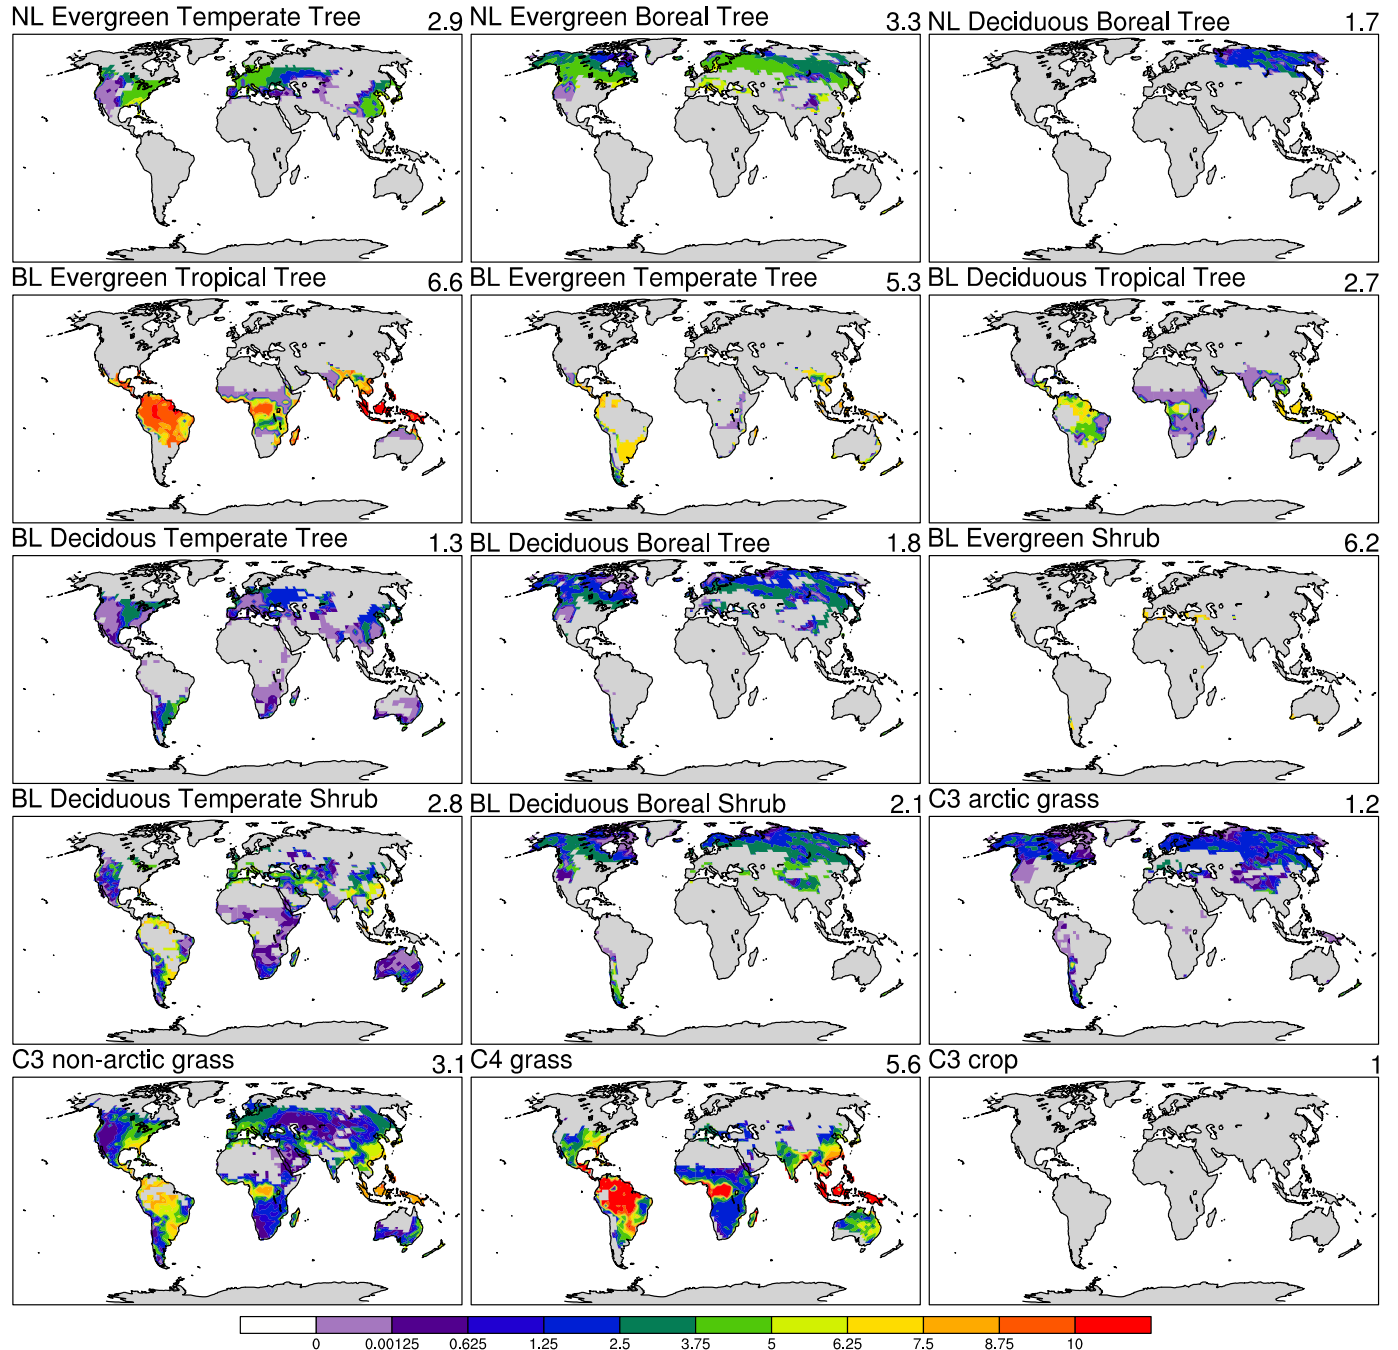 NL Evergreen Temperate Tree 2.9
NL Evergreen Boreal Tree 3.3
NL Deciduous Boreal Tree 1.7
BL Evergreen Tropical Tree 6.6
BL Evergreen Temperate Tree 5.3
BL Deciduous Tropical Tree 2.7
BL Decidous Temperate Tree 1.3
BL Deciduous Boreal Tree 1.8
BL Evergreen Shrub 6.2
BL Deciduous Temperate Shrub 2.8
BL Deciduous Boreal Shrub 2.1
C3 arctic grass 1.2
C3 non-arctic grass 3.1
C4 grass 5.6
C3 crop 1
0 0.00125 0.625 1.25 2.5 3.75 5 6.25 7.5 8.75 10